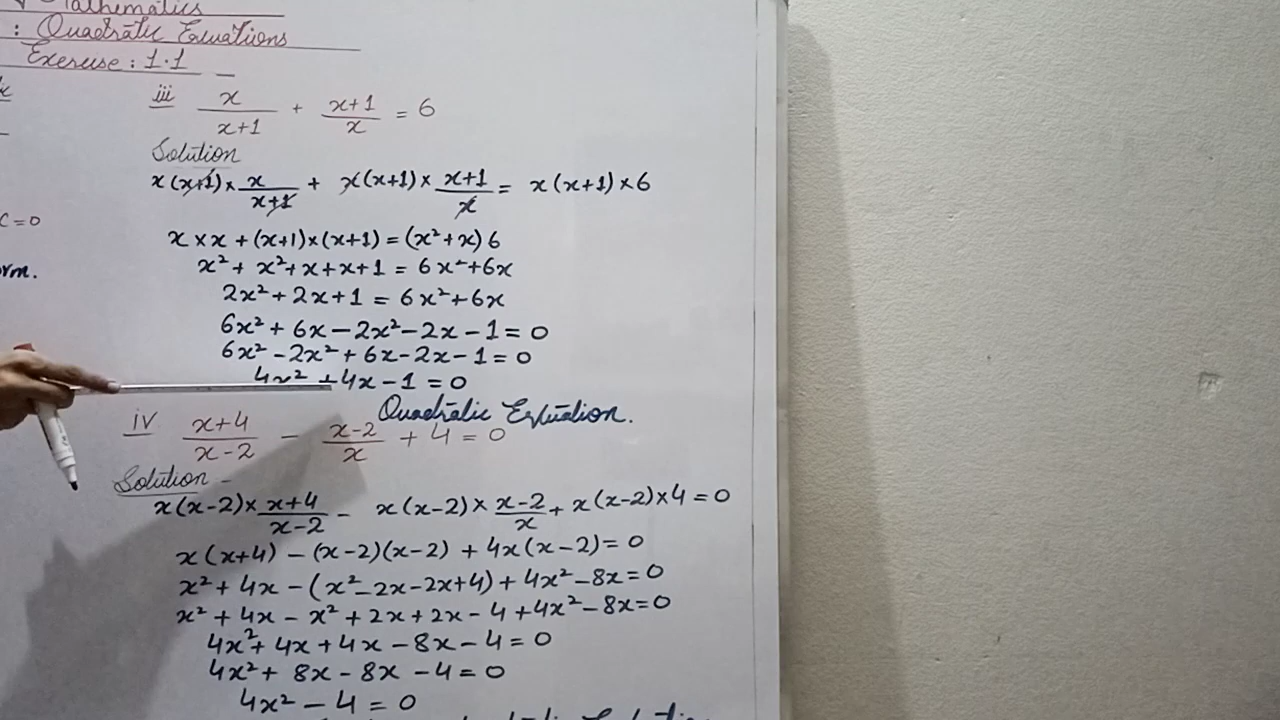 Mathematics
: Quadratic Equations
Exercise : 1.1
iii x/(x+1) + (x+1)/x = 6
Solution
x(x+1) × x/(x+1) + x(x+1) × (x+1)/x = x(x+1) × 6
C=0
x × x + (x+1) × (x+1) = (x² + x) 6
x² + x² + x + x + 1 = 6x² + 6x
2x² + 2x + 1 = 6x² + 6x
6x² + 6x − 2x² − 2x − 1 = 0
6x² − 2x² + 6x − 2x − 1 = 0
4x² + 4x − 1 = 0
Quadratic Equation.
iv (x+4)/(x−2) − (x−2)/x + 4 = 0
Solution
x(x−2) × (x+4)/(x−2) − x(x−2) × (x−2)/x + x(x−2) × 4 = 0
x(x+4) − (x−2)(x−2) + 4x(x−2) = 0
x² + 4x − (x² − 2x − 2x + 4) + 4x² − 8x = 0
x² + 4x − x² + 2x + 2x − 4 + 4x² − 8x = 0
4x² + 4x + 4x − 8x − 4 = 0
4x² + 8x − 8x − 4 = 0
4x² − 4 = 0